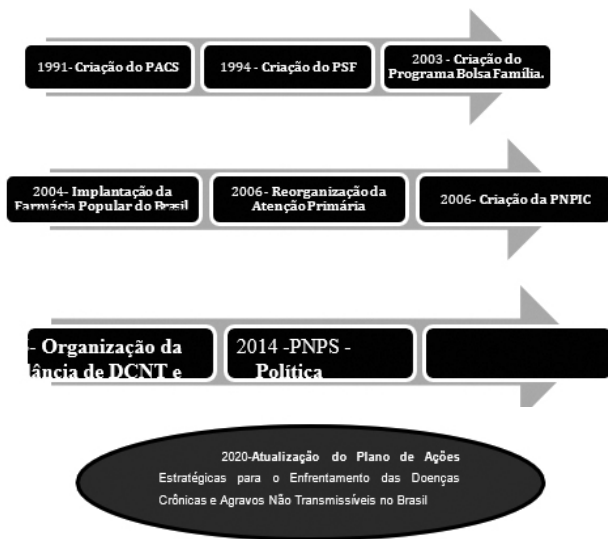 1991- Criação do PACS
1994 - Criação do PSF
2003 - Criação do
Programa Bolsa Família.
2004- Implantação da
Farmácia Popular do Brasil
2006- Reorganização da
Atenção Primária
2006- Criação da PNPIC
- Organização da
de DCNT e
2014 -PNPS -
Política
2020-Atualização do Plano de Ações
Estratégicas para o Enfrentamento das Doenças
Crônicas e Agravos Não Transmissíveis no Brasil